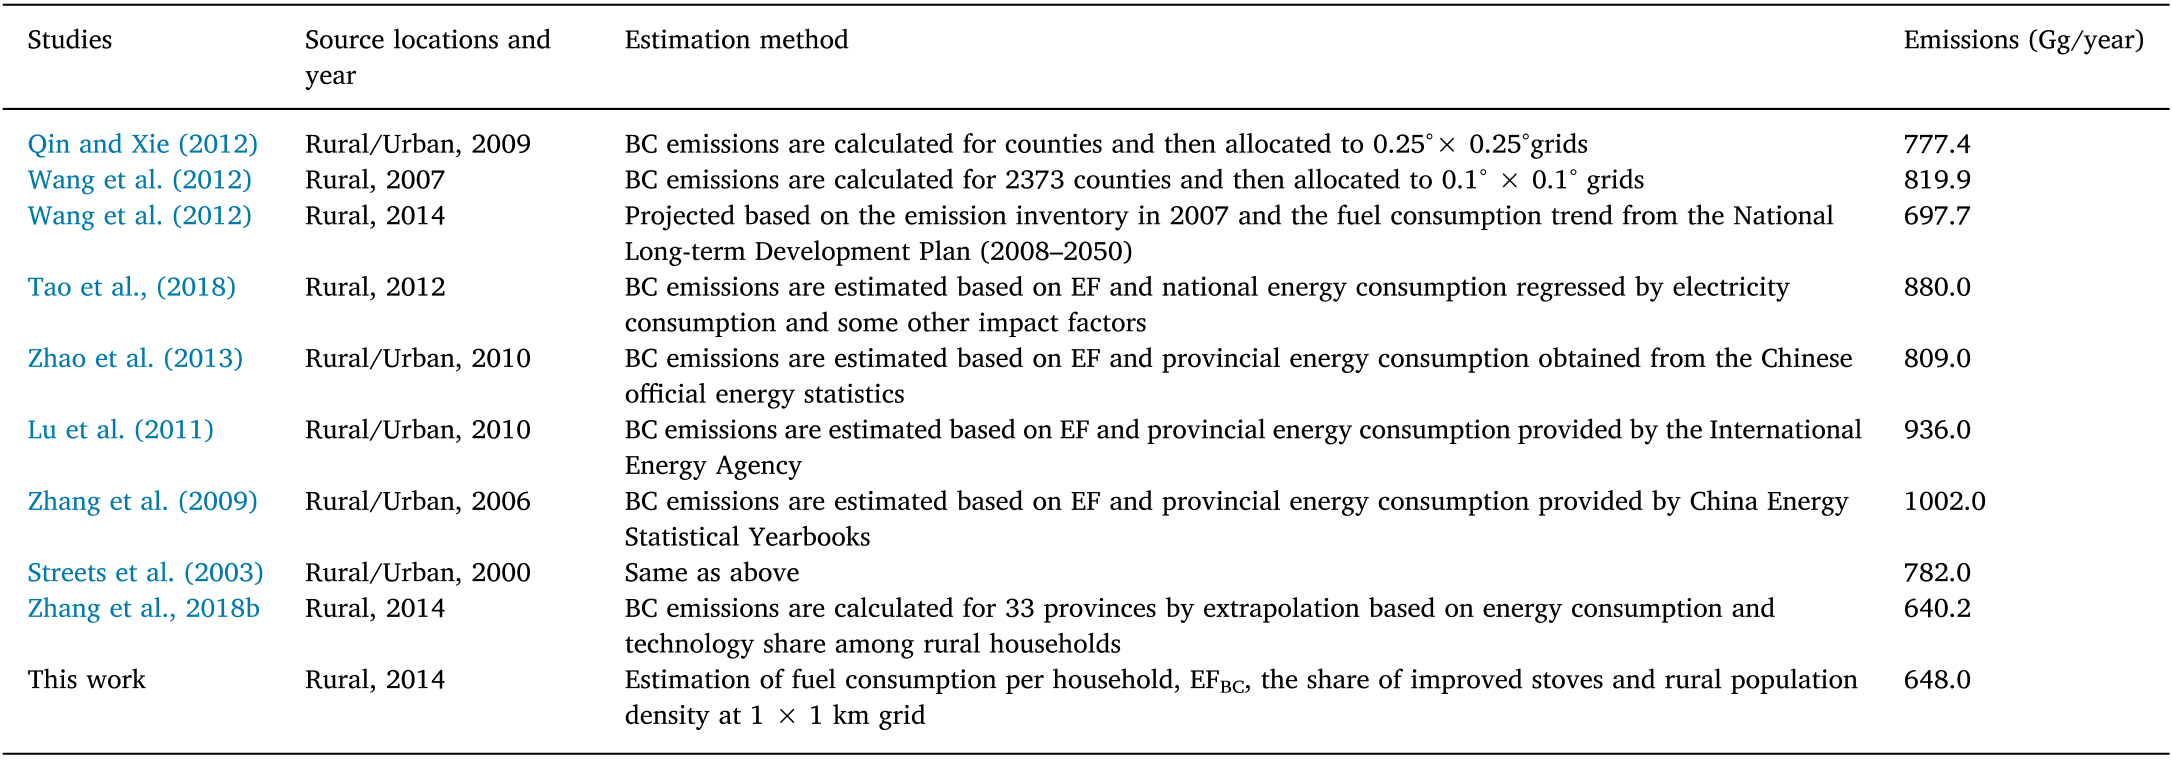 Studies Source locations and Estimation method Emissions (Gg/year)
year
Qin and Xie (2012) Rural/Urban, 2009 BC emissions are calculated for counties and then allocated to 0.25°× 0.25°grids 777.4
Wang et al. (2012) Rural, 2007 BC emissions are calculated for 2373 counties and then allocated to 0.1° × 0.1° grids 819.9
Wang et al. (2012) Rural, 2014 Projected based on the emission inventory in 2007 and the fuel consumption trend from the National 697.7
Long-term Development Plan (2008–2050)
Tao et al., (2018) Rural, 2012 BC emissions are estimated based on EF and national energy consumption regressed by electricity 880.0
consumption and some other impact factors
Zhao et al. (2013) Rural/Urban, 2010 BC emissions are estimated based on EF and provincial energy consumption obtained from the Chinese 809.0
official energy statistics
Lu et al. (2011) Rural/Urban, 2010 BC emissions are estimated based on EF and provincial energy consumption provided by the International 936.0
Energy Agency
Zhang et al. (2009) Rural/Urban, 2006 BC emissions are estimated based on EF and provincial energy consumption provided by China Energy 1002.0
Statistical Yearbooks
Streets et al. (2003) Rural/Urban, 2000 Same as above 782.0
Zhang et al., 2018b Rural, 2014 BC emissions are calculated for 33 provinces by extrapolation based on energy consumption and 640.2
technology share among rural households
This work Rural, 2014 Estimation of fuel consumption per household, EFBC, the share of improved stoves and rural population 648.0
density at 1 × 1 km grid